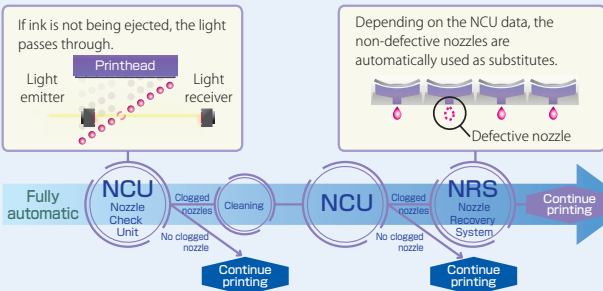 If ink is not being ejected, the light
passes through.
Printhead
Light
emitter
Light
receiver
Depending on the NCU data, the
non-defective nozzles are
automatically used as substitutes.
Defective nozzle
Fully
automatic
NCU
Nozzle
Check
Unit
Clogged
nozzles
No clogged
nozzle
Continue
printing
Cleaning
NCU
Clogged
nozzles
No clogged
nozzle
Continue
printing
NRS
Nozzle
Recovery
System
Continue
printing